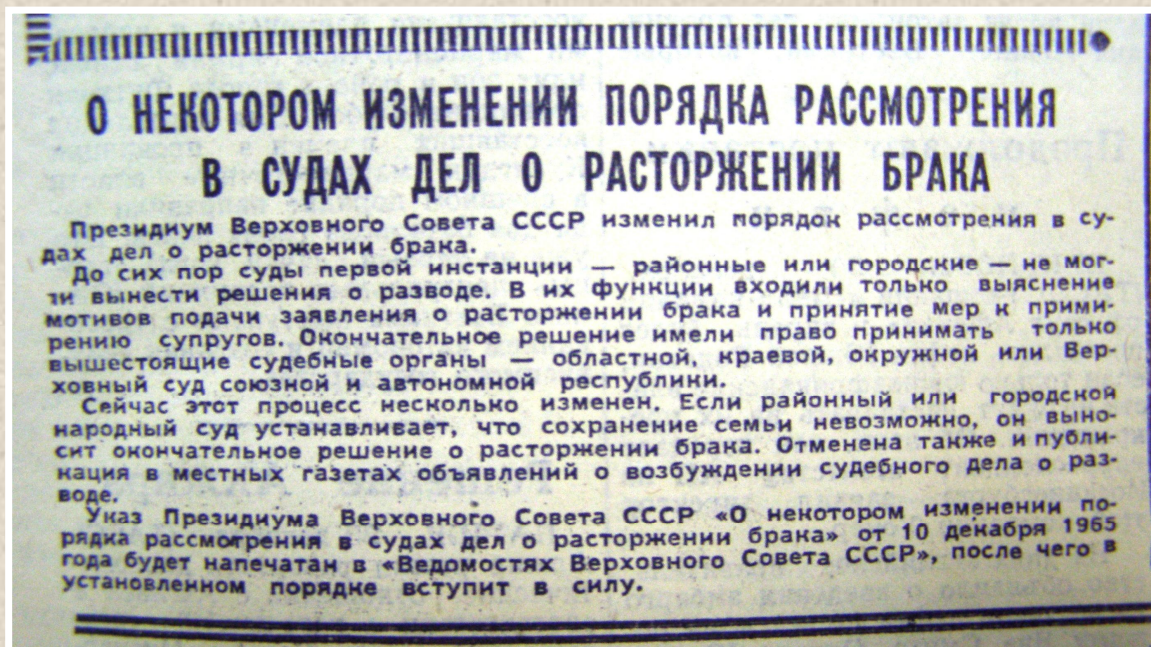 О НЕКОТОРОМ ИЗМЕНЕНИИ ПОРЯДКА РАССМОТРЕНИЯ
В СУДАХ ДЕЛ О РАСТОРЖЕНИИ БРАКА
Президиум Верховного Совета СССР изменил порядок рассмотрения в су-
дах дел о расторжении брака.
До сих пор суды первой инстанции — районные или городские — не мог-
ли вынести решения о разводе. В их функции входили только выяснение
мотивов подачи заявления о расторжении брака и принятие мер к прими-
рению супругов. Окончательное решение имели право принимать только
вышестоящие судебные органы — областной, краевой, окружной или Вер-
ховный суд союзной и автономной республики.
Сейчас этот процесс несколько изменен. Если районный или городской
народный суд устанавливает, что сохранение семьи невозможно, он выно-
сит окончательное решение о расторжении брака. Отменена также и публи-
кация в местных газетах объявлений о возбуждении судебного дела о раз-
воде.
Указ Президиума Верховного Совета СССР «О некотором изменении по-
рядка рассмотрения в судах дел о расторжении брака» от 10 декабря 1965
года будет напечатан в «Ведомостях Верховного Совета СССР», после чего в
установленном порядке вступит в силу.